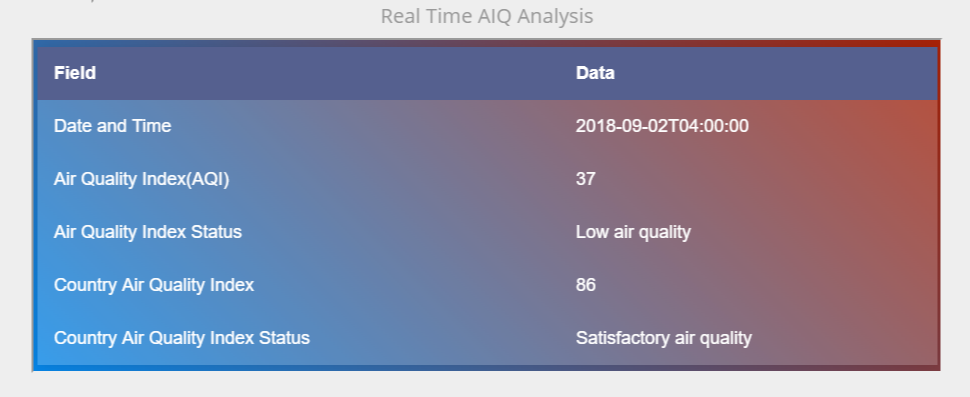 Real Time AIQ Analysis
Field Data
Date and Time 2018-09-02T04:00:00
Air Quality Index(AQI) 37
Air Quality Index Status Low air quality
Country Air Quality Index 86
Country Air Quality Index Status Satisfactory air quality